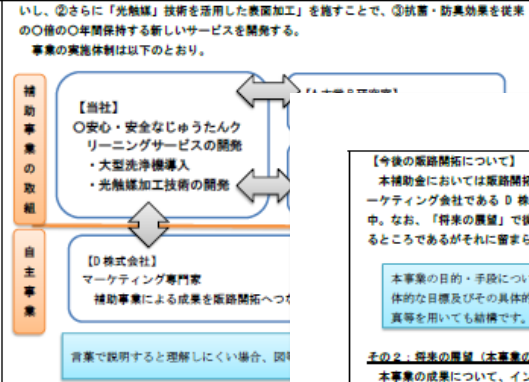 いし、②さらに「光触媒」技術を活用した表面加工」を施すことで、③抗菌・防臭効果を従来
の○倍の○年間保持する新しいサービスを開発する。
事業の実施体制は以下のとおり。
補助事業の取組
【当社】
○安心・安全なじゅうたんク
リーニングサービスの開発
・大型洗浄機導入
・光触媒加工技術の開発
自主事業
【D株式会社】
マーケティング専門家
補助事業による成果を販路開拓へつな
言葉で説明すると理解しにくい場合、図
【今後の販路開拓について】
本補助金においては販路開拓
ーケティング会社である D 株
中。なお、「将来の展望」で後
るところであるがそれに留まら
本事業の目的・手段につい
体的な目標及びその具体的
真等を用いても結構です。
その2：将来の展望（本事業の
本事業の成果について、イン